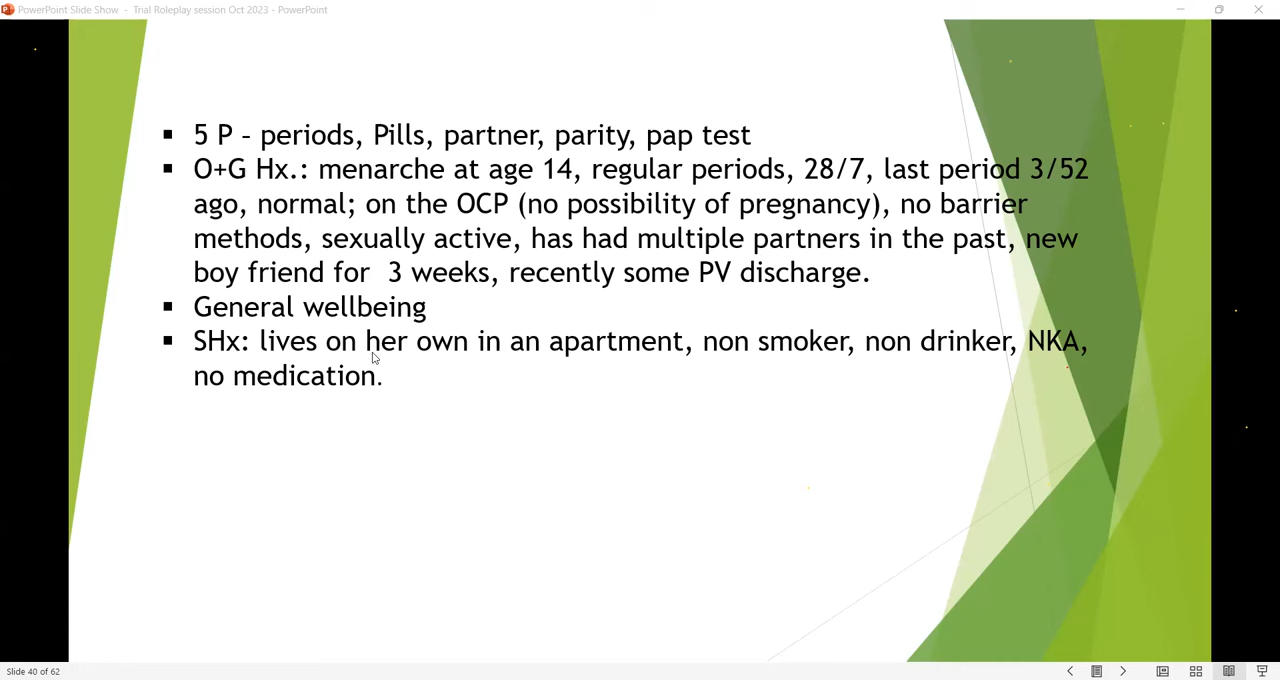 PowerPoint Slide Show - Trial Roleplay session Oct 2023 - PowerPoint
▪ 5 P – periods, Pills, partner, parity, pap test
▪ O+G Hx.: menarche at age 14, regular periods, 28/7, last period 3/52
ago, normal; on the OCP (no possibility of pregnancy), no barrier
methods, sexually active, has had multiple partners in the past, new
boy friend for 3 weeks, recently some PV discharge.
▪ General wellbeing
▪ SHx: lives on her own in an apartment, non smoker, non drinker, NKA,
no medication.
Slide 40 of 62